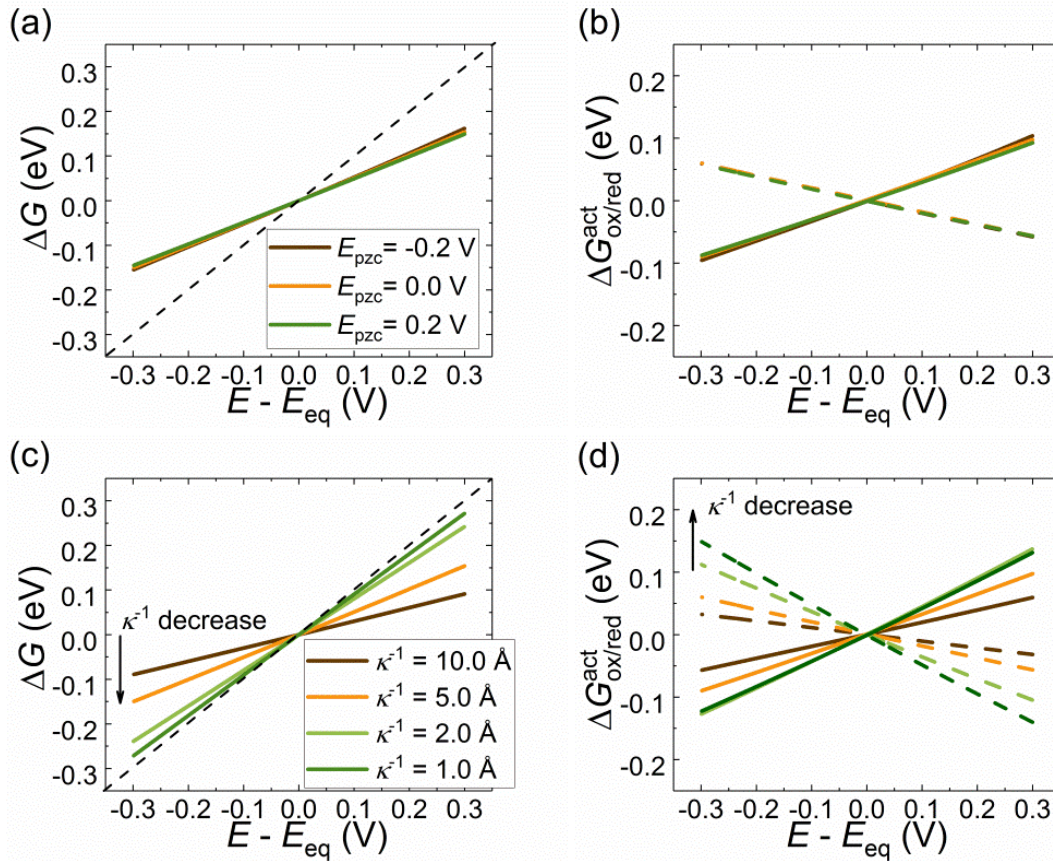 (a)
ΔG (eV)
0.3
0.2
0.1
0.0
-0.1
-0.2
-0.3
E_pzc= -0.2 V
E_pzc= 0.0 V
E_pzc= 0.2 V
-0.3 -0.2 -0.1 0.0 0.1 0.2 0.3
E - E_eq (V)
(b)
ΔG^act_ox/red (eV)
0.2
0.1
0.0
-0.1
-0.2
-0.3 -0.2 -0.1 0.0 0.1 0.2 0.3
E - E_eq (V)
(c)
ΔG (eV)
0.3
0.2
0.1
0.0
-0.1
-0.2
-0.3
κ^-1 decrease
κ^-1 = 10.0 Å
κ^-1 = 5.0 Å
κ^-1 = 2.0 Å
κ^-1 = 1.0 Å
-0.3 -0.2 -0.1 0.0 0.1 0.2 0.3
E - E_eq (V)
(d)
ΔG^act_ox/red (eV)
0.2
0.1
0.0
-0.1
-0.2
κ^-1 decrease
-0.3 -0.2 -0.1 0.0 0.1 0.2 0.3
E - E_eq (V)